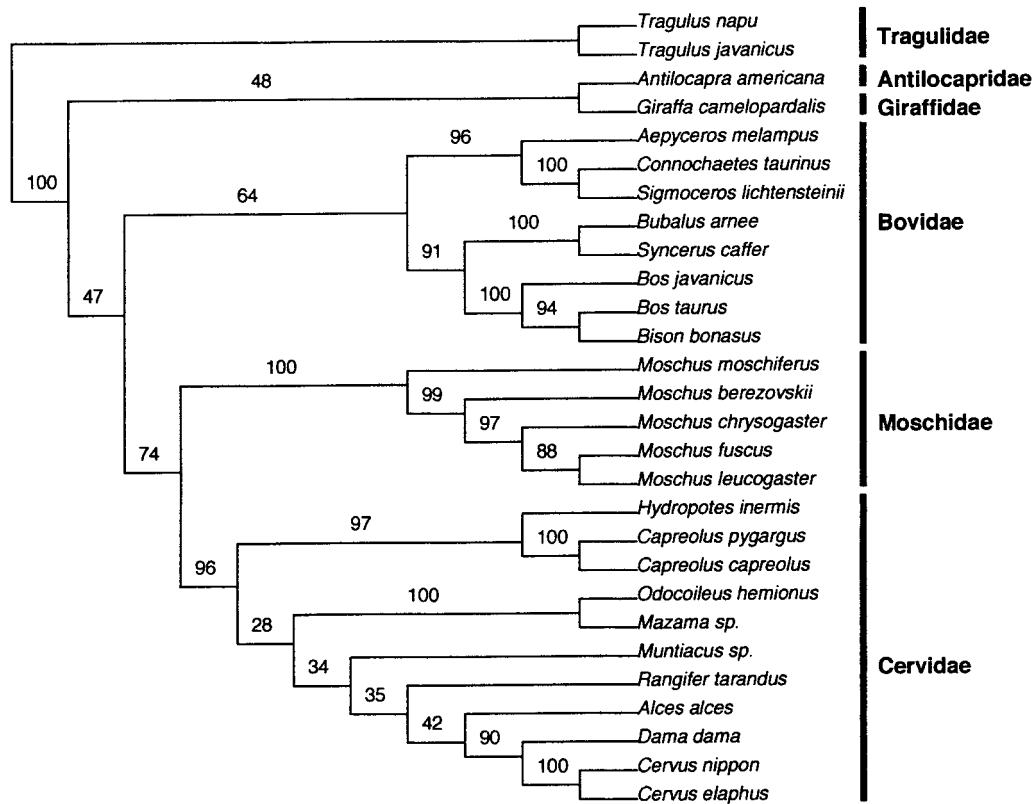 Tragulus napu
Tragulus javanicus
Tragulidae
48
Antilocapra americana
Antilocapridae
Giraffa camelopardalis
Giraffidae
96
Aepyceros melampus
100
Connochaetes taurinus
Sigmoceros lichtensteinii
100
64
100
Bubalus arnee
Bovidae
91
Syncerus caffer
Bos javanicus
100
94
Bos taurus
47
Bison bonasus
100
Moschus moschiferus
99
Moschus berezovskii
97
Moschus chrysogaster
Moschidae
74
88
Moschus fuscus
Moschus leucogaster
Hydropotes inermis
97
100
Capreolus pygargus
96
Capreolus capreolus
100
Odocoileus hemionus
28
Mazama sp.
34
Muntiacus sp.
Cervidae
35
Rangifer tarandus
42
Alces alces
90
Dama dama
100
Cervus nippon
Cervus elaphus